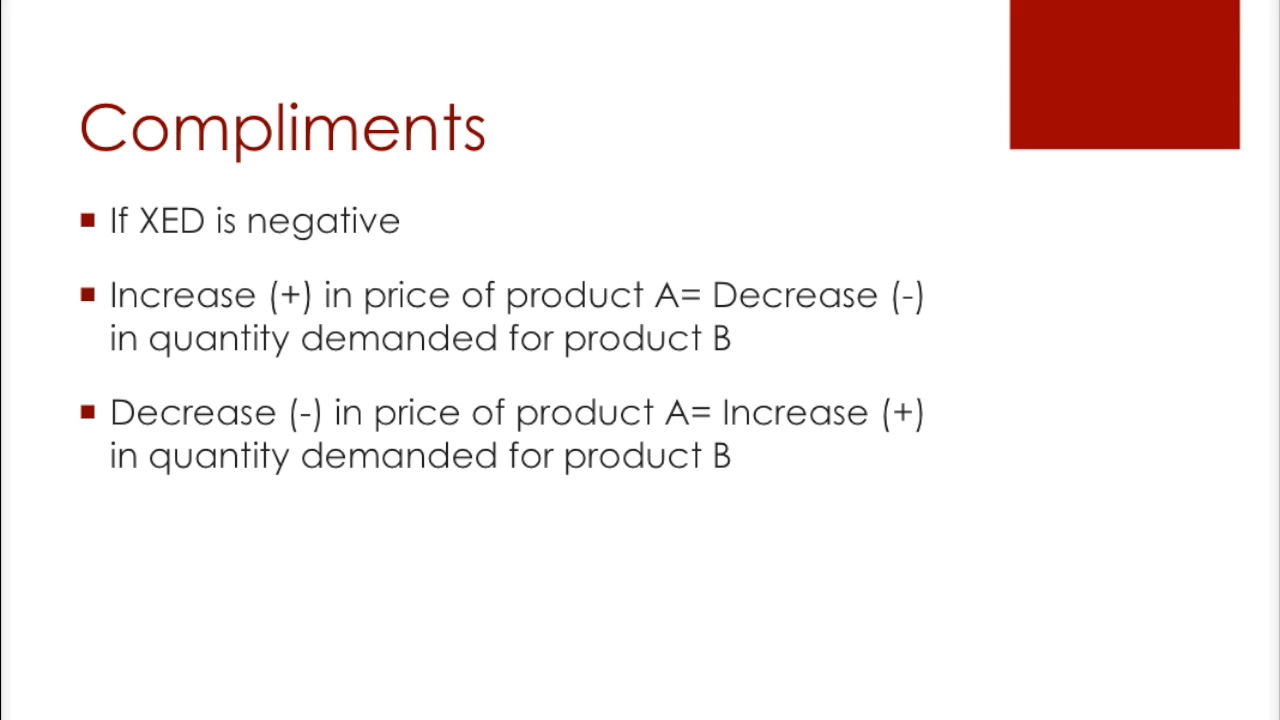 Compliments
If XED is negative
Increase (+) in price of product A= Decrease (-)
in quantity demanded for product B
Decrease (-) in price of product A= Increase (+)
in quantity demanded for product B